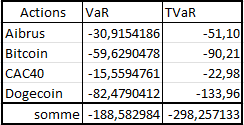 Actions VaR TVaR
Aibrus -30,9154186 -51,10
Bitcoin -59,6290478 -90,21
CAC40 -15,5594761 -22,98
Dogecoin -82,4790412 -133,96
somme -188,582984 -298,257133